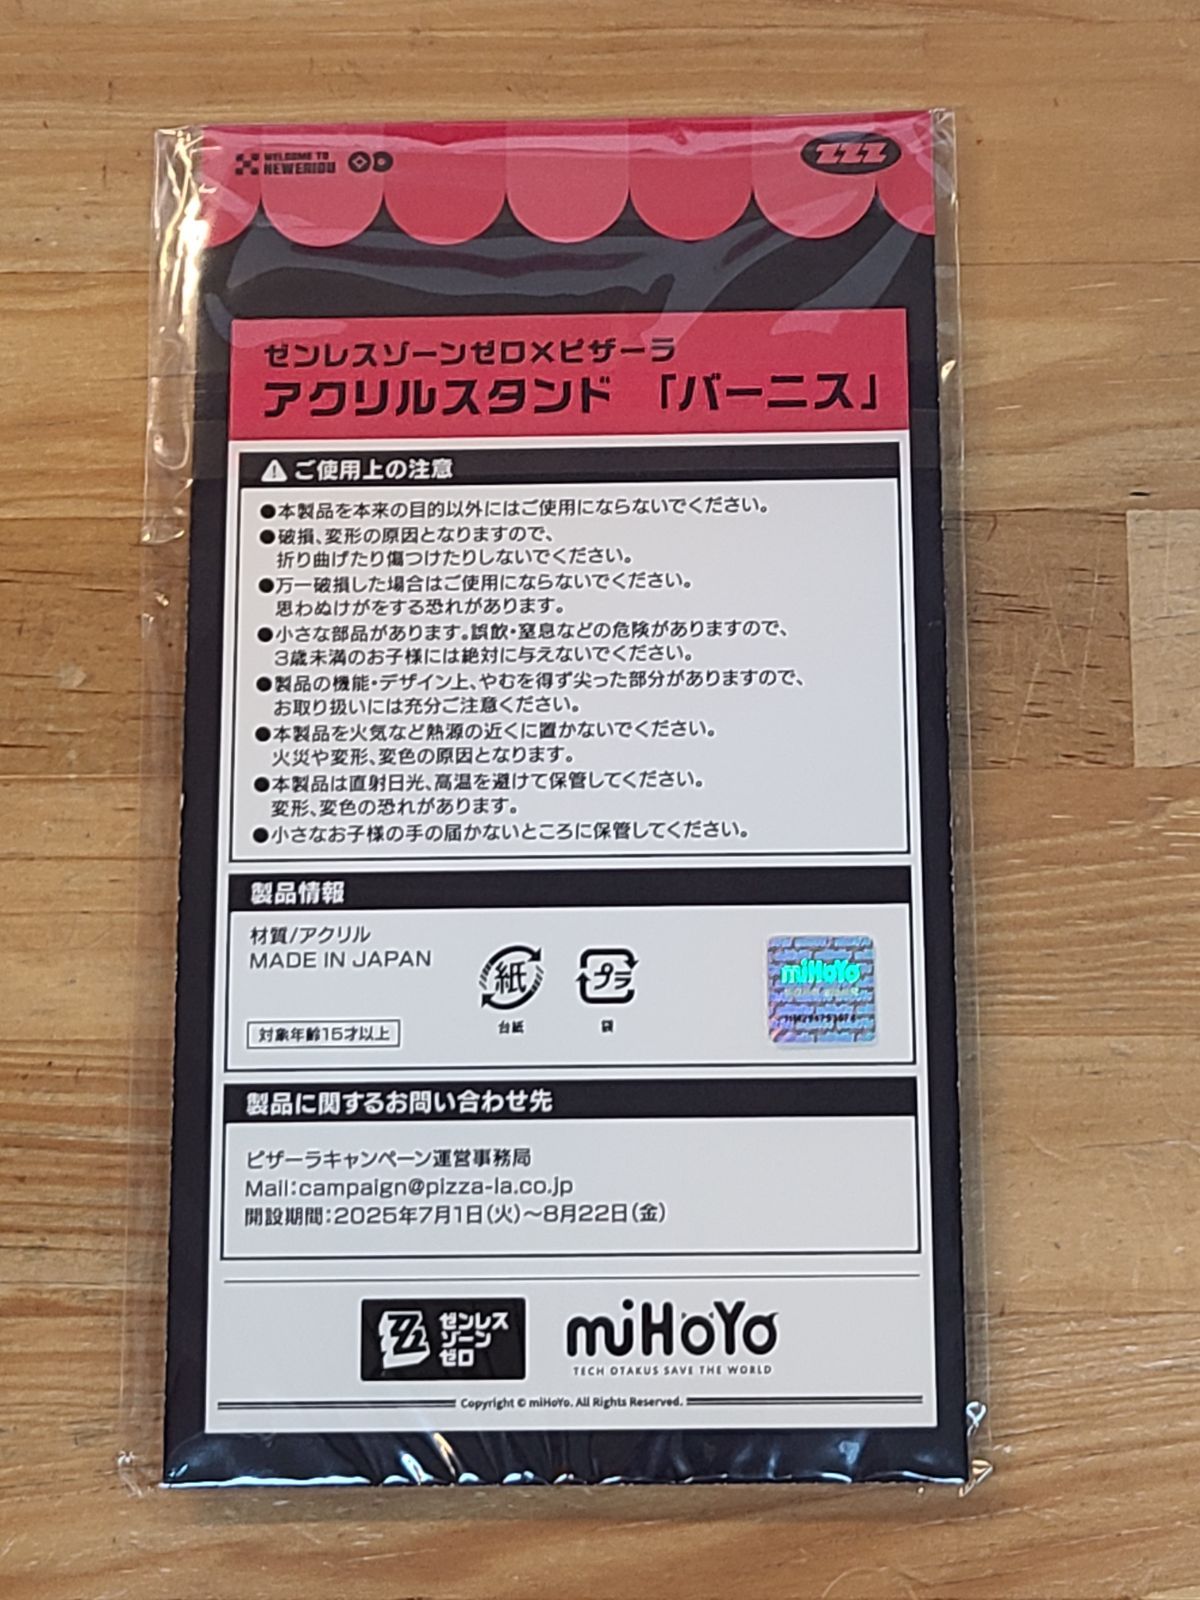 WELCOME TO
NEW ERIDU
ZZZ
ゼンレスゾーンゼロ×ピザーラ
アクリルスタンド 「バーニス」
ご使用上の注意
●本製品を本来の目的以外にはご使用にならないでください。
●破損、変形の原因となりますので、
折り曲げたり傷つけたりしないでください。
●万一破損した場合はご使用にならないでください。
思わぬけがをする恐れがあります。
●小さな部品があります。誤飲・窒息などの危険がありますので、
3歳未満のお子様には絶対に与えないでください。
●製品の機能・デザイン上、やむを得ず尖った部分がありますので、
お取り扱いには充分ご注意ください。
●本製品を火気など熱源の近くに置かないでください。
火災や変形、変色の原因となります。
●本製品は直射日光、高温を避けて保管してください。
変形、変色の恐れがあります。
●小さなお子様の手の届かないところに保管してください。
製品情報
材質/アクリル
MADE IN JAPAN
対象年齢15才以上
紙
台紙
プラ
袋
miHoYo
製品に関するお問い合わせ先
ピザーラキャンペーン運営事務局
Mail:campaign@pizza-la.co.jp
開設期間:2025年7月1日(火)~8月22日(金)
ゼンレス
ゾーン
ゼロ
miHoYo
TECH OTAKUS SAVE THE WORLD
Copyright © miHoYo. All Rights Reserved.